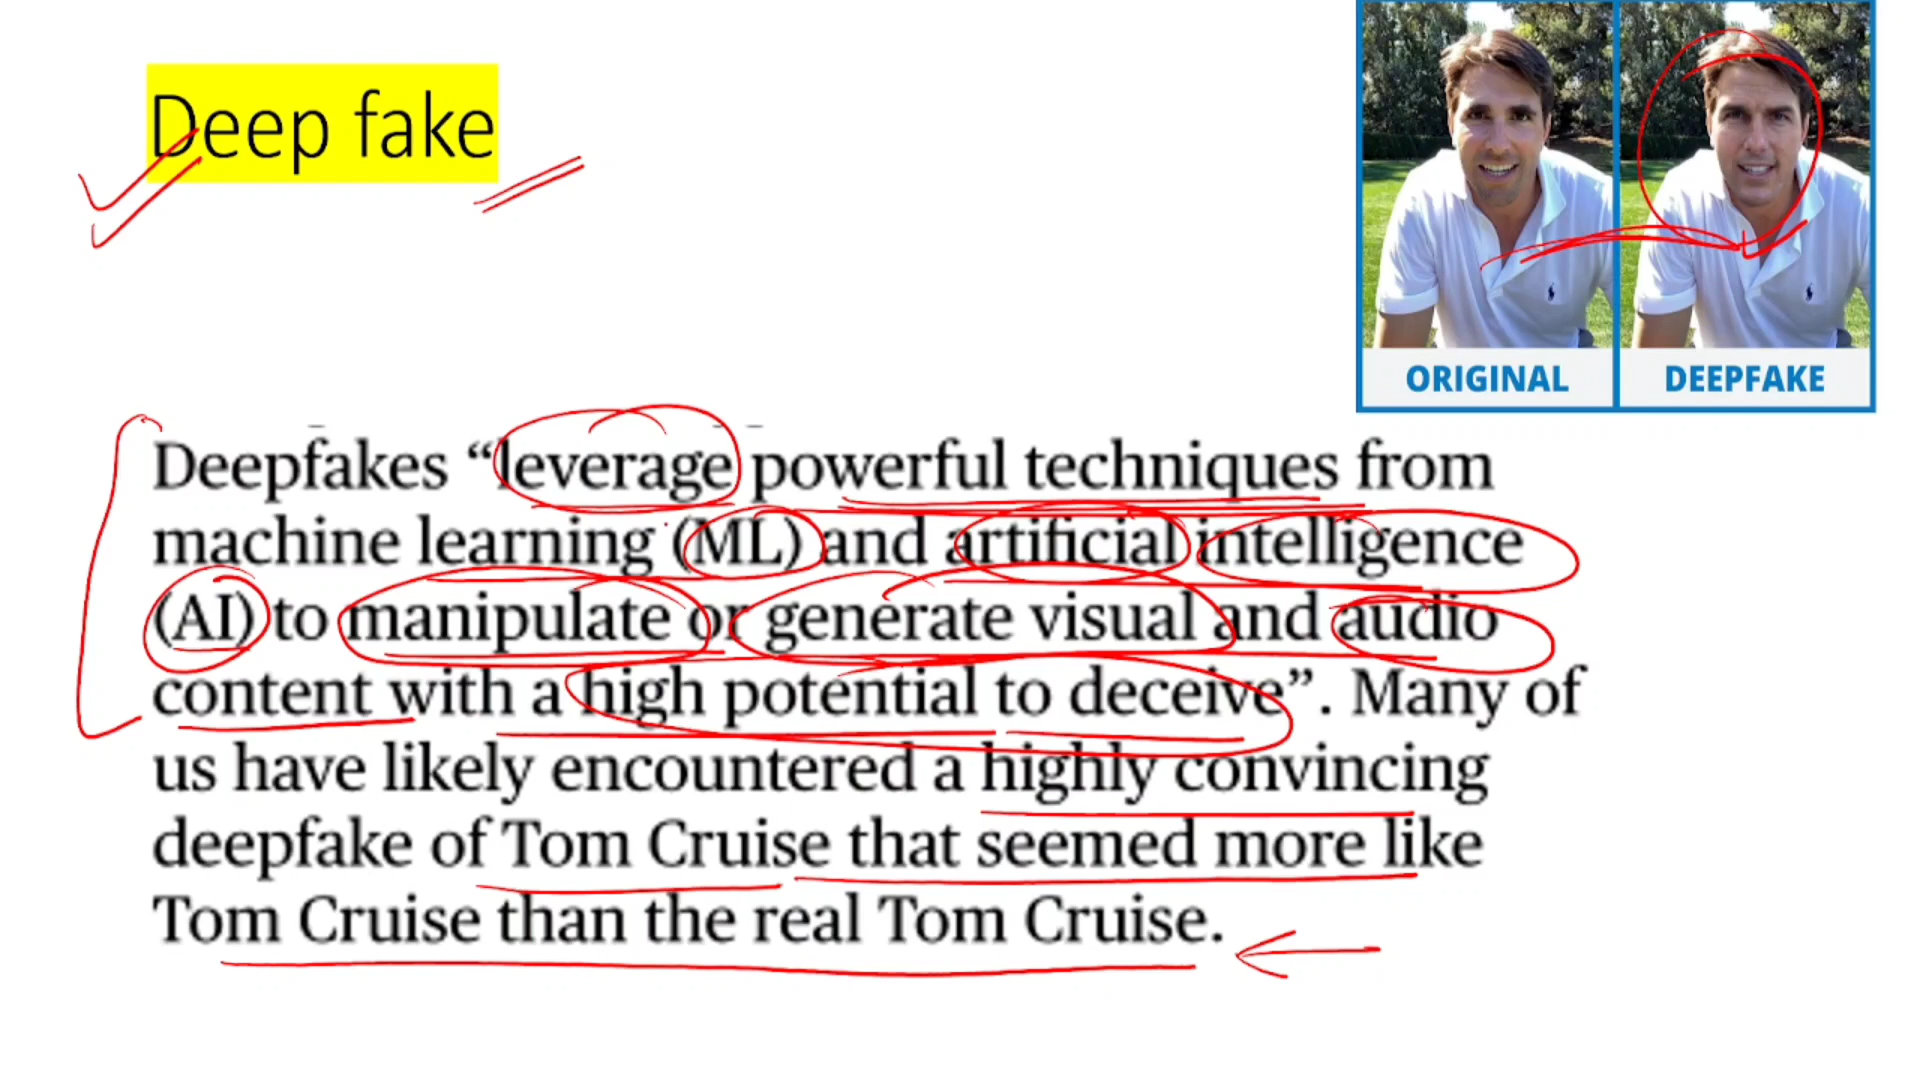 Deep fake
ORIGINAL
DEEPFAKE
Deepfakes “leverage powerful techniques from
machine learning (ML) and artificial intelligence
(AI) to manipulate or generate visual and audio
content with a high potential to deceive”. Many of
us have likely encountered a highly convincing
deepfake of Tom Cruise that seemed more like
Tom Cruise than the real Tom Cruise.